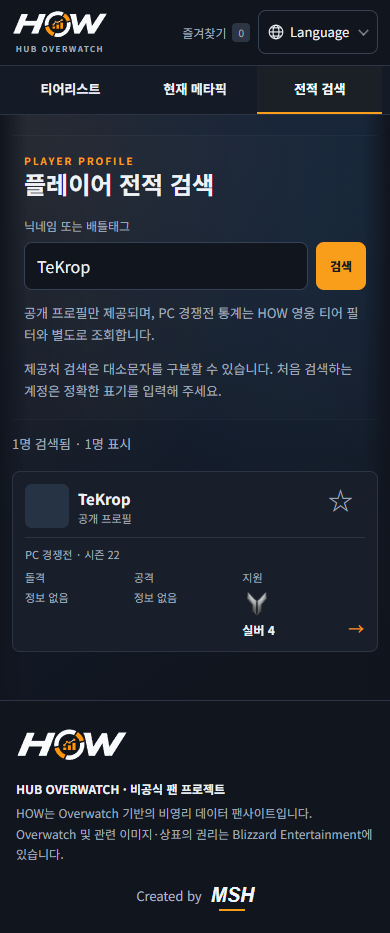 HOW
HUB OVERWATCH
즐겨찾기 0
Language
티어리스트 현재 메타픽 전적 검색
PLAYER PROFILE
플레이어 전적 검색
닉네임 또는 배틀태그
TeKrop 검색
공개 프로필만 제공되며, PC 경쟁전 통계는 HOW 영웅 티어 필
터와 별도로 조회합니다.
제공처 검색은 대소문자를 구분할 수 있습니다. 처음 검색하는
계정은 정확한 표기를 입력해 주세요.
1명 검색됨 · 1명 표시
TeKrop
공개 프로필
PC 경쟁전 · 시즌 22
돌격 공격 지원
정보 없음 정보 없음
실버 4 →
HOW
HUB OVERWATCH · 비공식 팬 프로젝트
HOW는 Overwatch 기반의 비영리 데이터 팬사이트입니다.
Overwatch 및 관련 이미지·상표의 권리는 Blizzard Entertainment에
있습니다.
Created by MSH